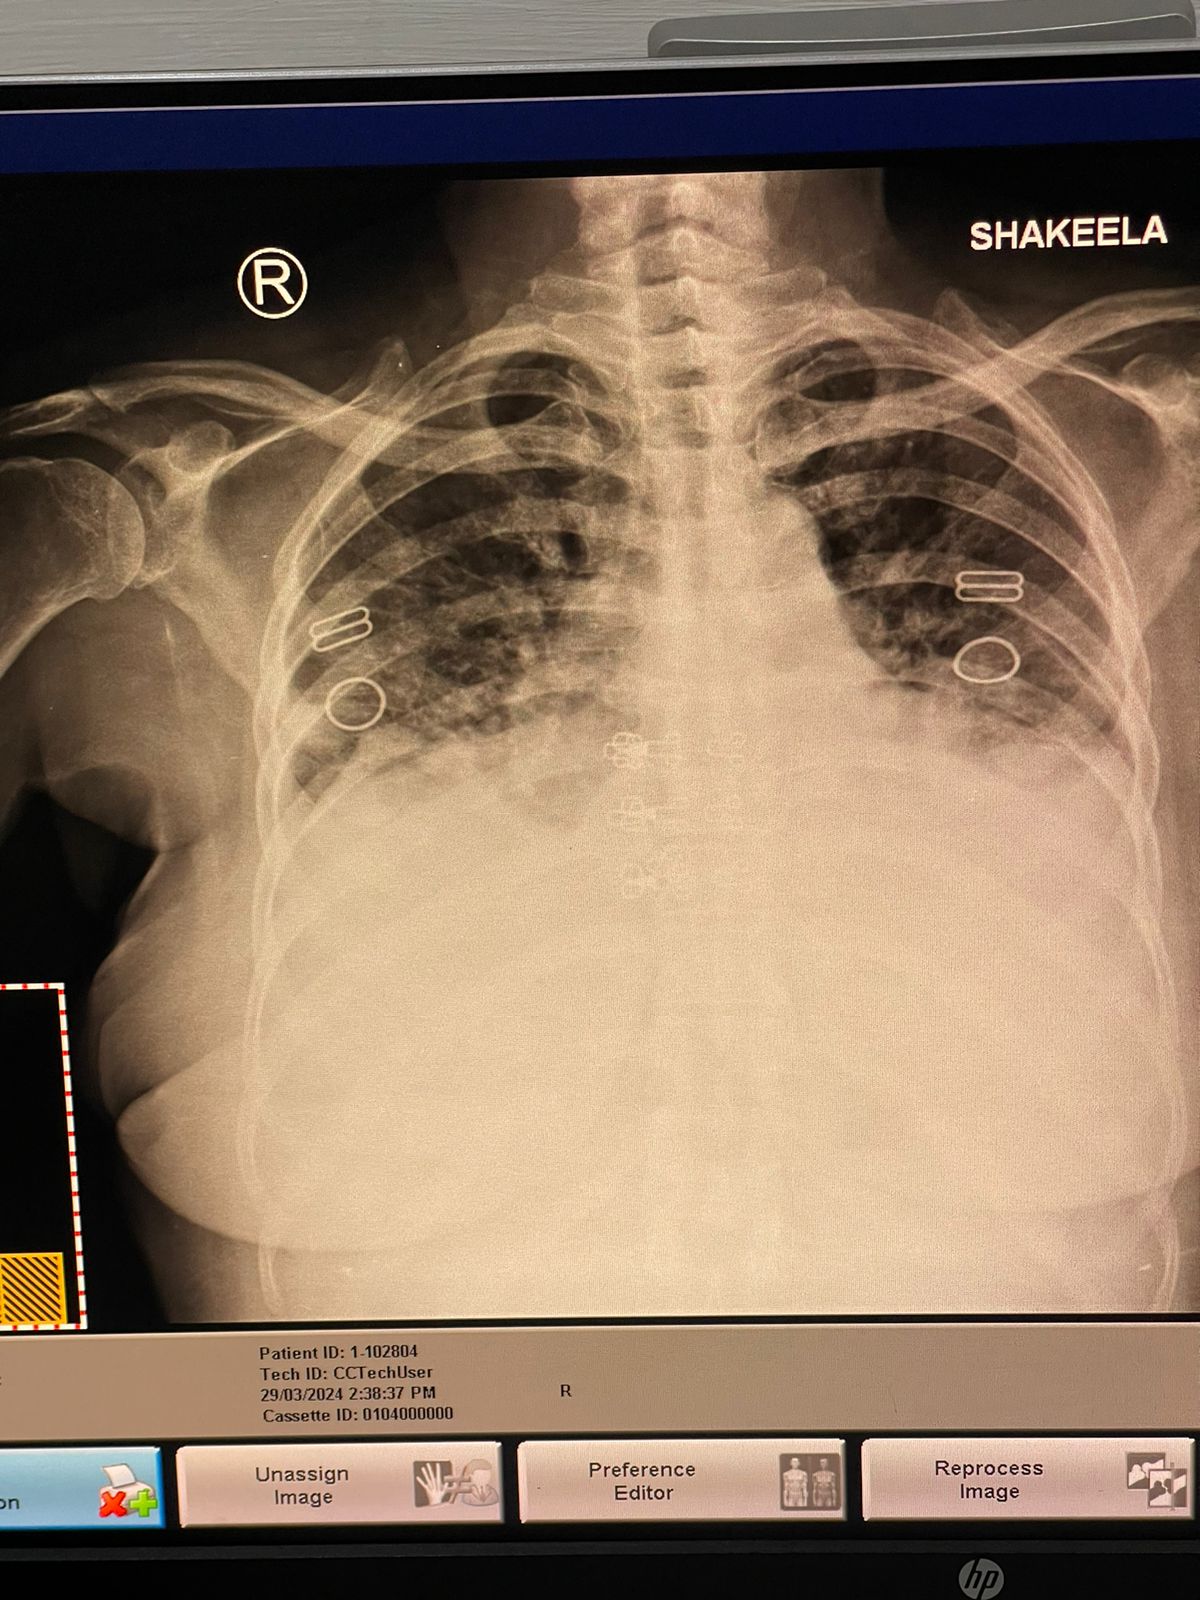 SHAKEELA
R
Patient ID: 1-102804
Tech ID: CCTechUser
29/03/2024 2:38:37 PM
R
Cassette ID: 0104000000
on
Unassign
Image
Preference
Editor
Reprocess
Image
hp